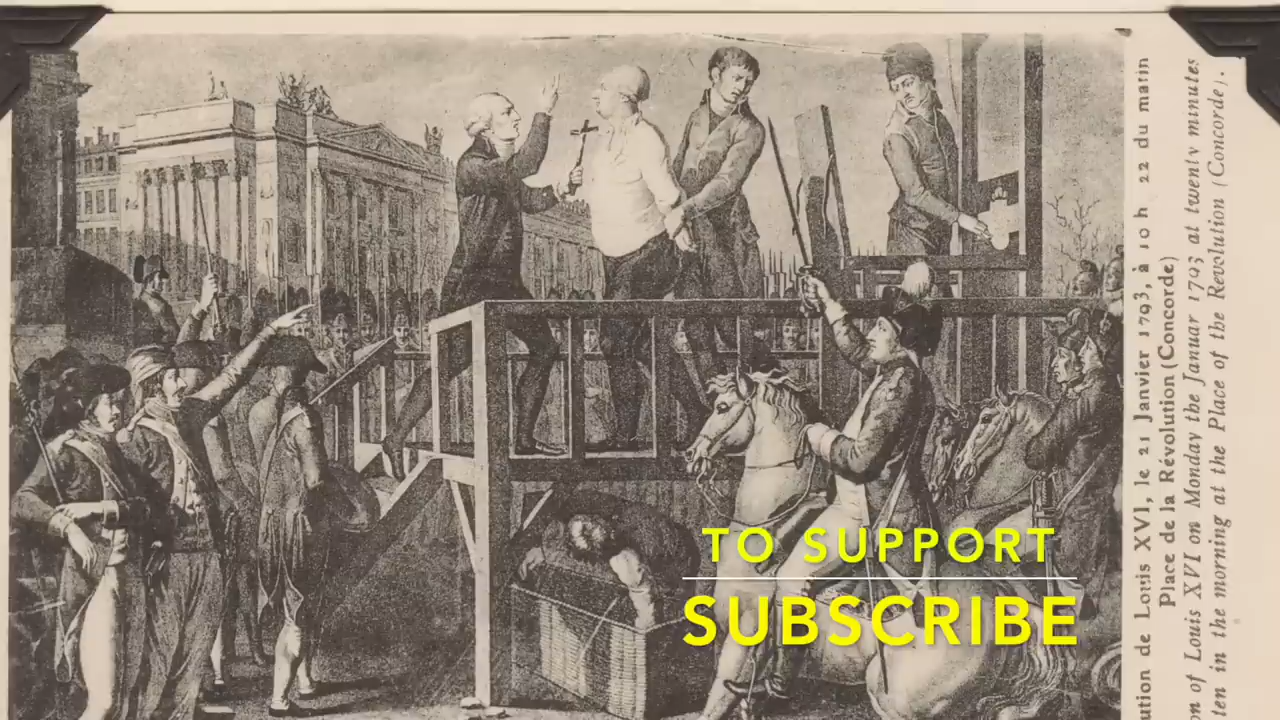 TO SUPPORT
SUBSCRIBE
ution de Louis XVI, le 21 Janvier 1793, à 10 h 22 du matin
Place de la Révolution (Concorde)
n of Louis XVI on Monday the Januar 1793 at twenty minutes
ten in the morning at the Place of the Revolution (Concorde).